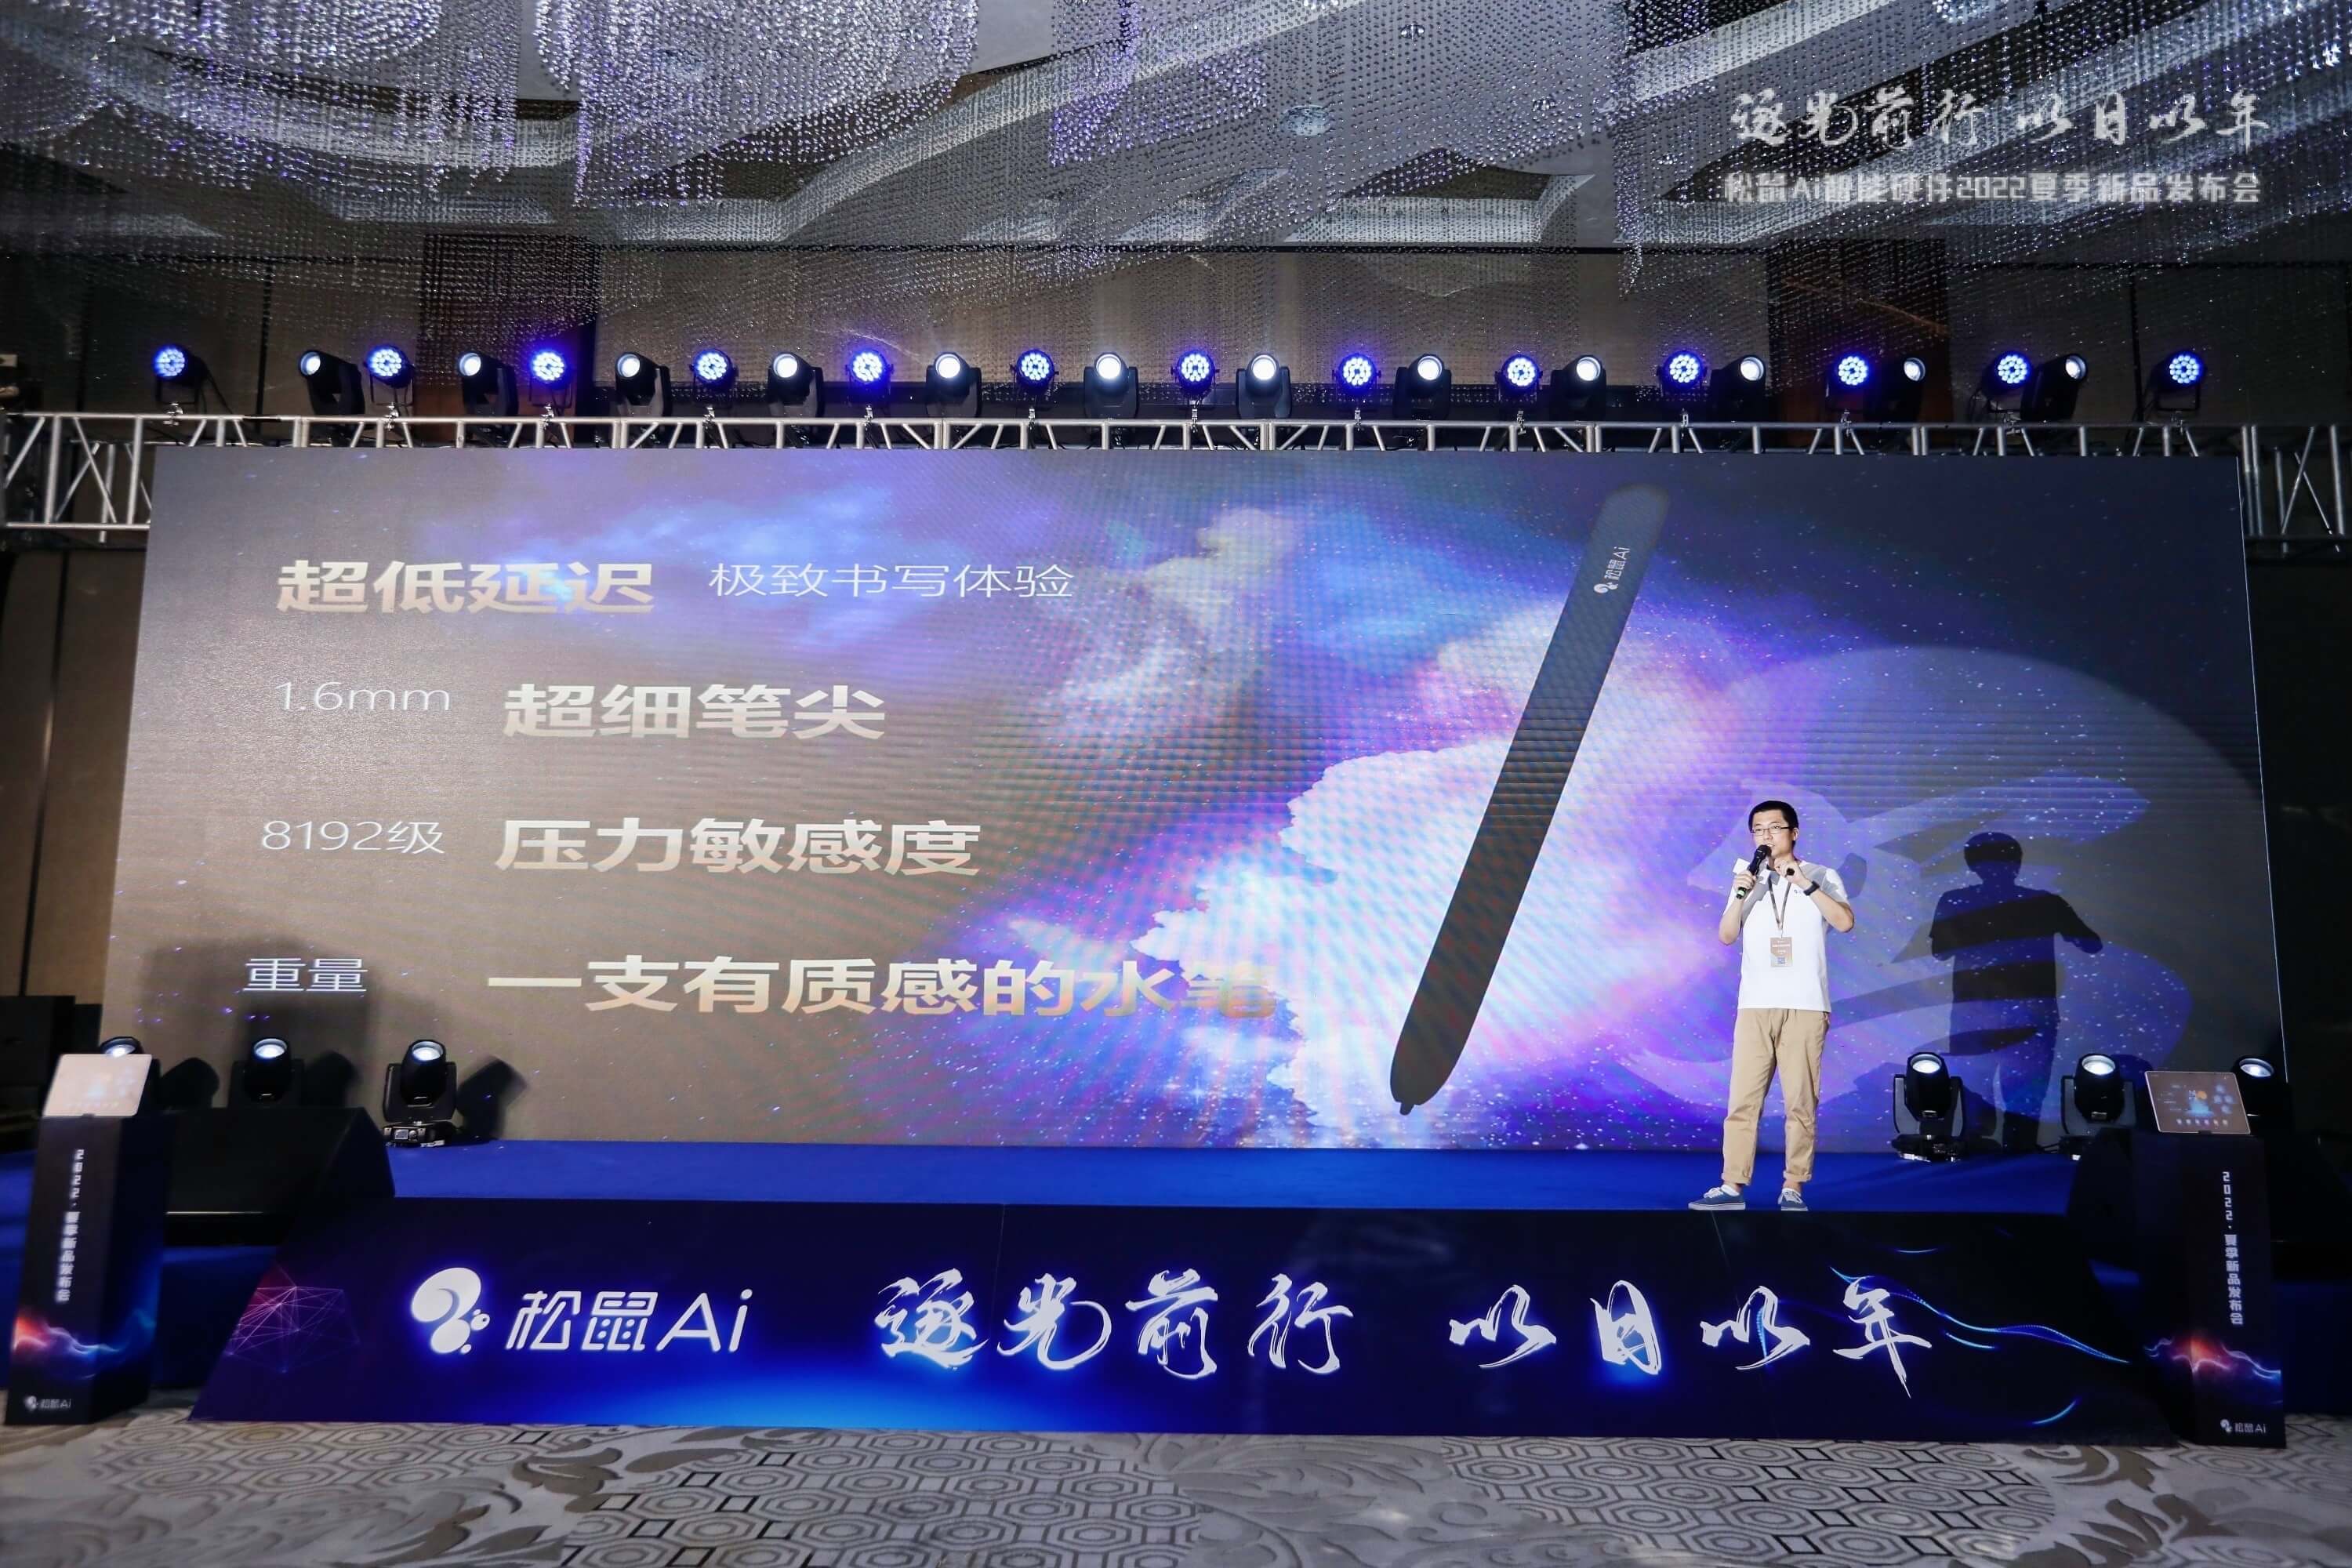 逐光前行 以日以年
松鼠Ai智能硬件2022夏季新品发布会
松鼠Ai
超低延迟 极致书写体验
1.6mm 超细笔尖
8192级 压力敏感度
重量 一支有质感的水笔
2022·夏季新品发布会
松鼠Ai
松鼠Ai 逐光前行 以日以年
2022·夏季新品发布会
松鼠Ai